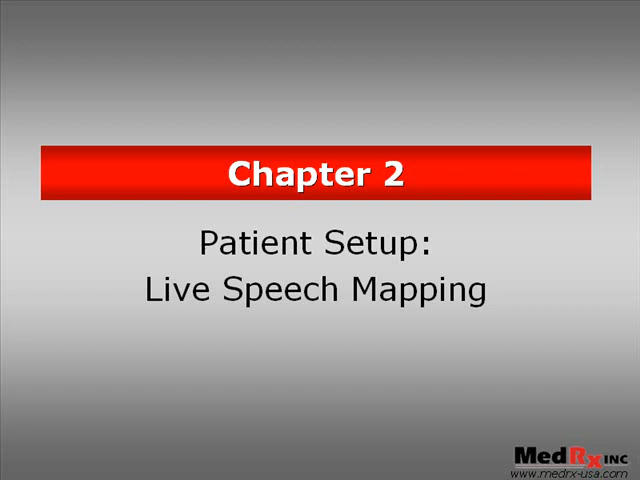 Chapter 2
Patient Setup:
Live Speech Mapping
MedRx INC
www.medrx-usa.com